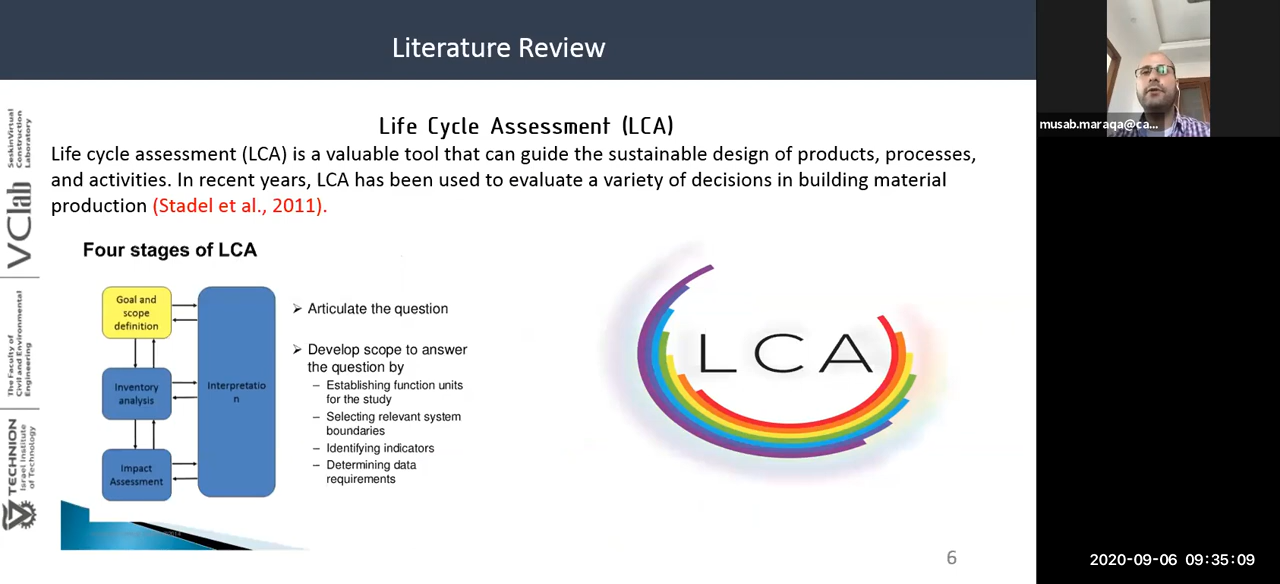 Literature Review
Life Cycle Assessment (LCA)
Life cycle assessment (LCA) is a valuable tool that can guide the sustainable design of products, processes,
and activities. In recent years, LCA has been used to evaluate a variety of decisions in building material
production (Stadel et al., 2011).
Four stages of LCA
Goal and
scope
definition
Inventory
analysis
Impact
Assessment
Interpretatio
n
➢ Articulate the question
➢ Develop scope to answer
the question by
– Establishing function units
for the study
– Selecting relevant system
boundaries
– Identifying indicators
– Determining data
requirements
LCA
6
SeskinVirtual
Construction
Laboratory
VClab
The Faculty of
Civil and Environmental
Engineering
TECHNION
Israel Institute
of Technology
musab.maraqa@ca...
2020-09-06 09:35:09